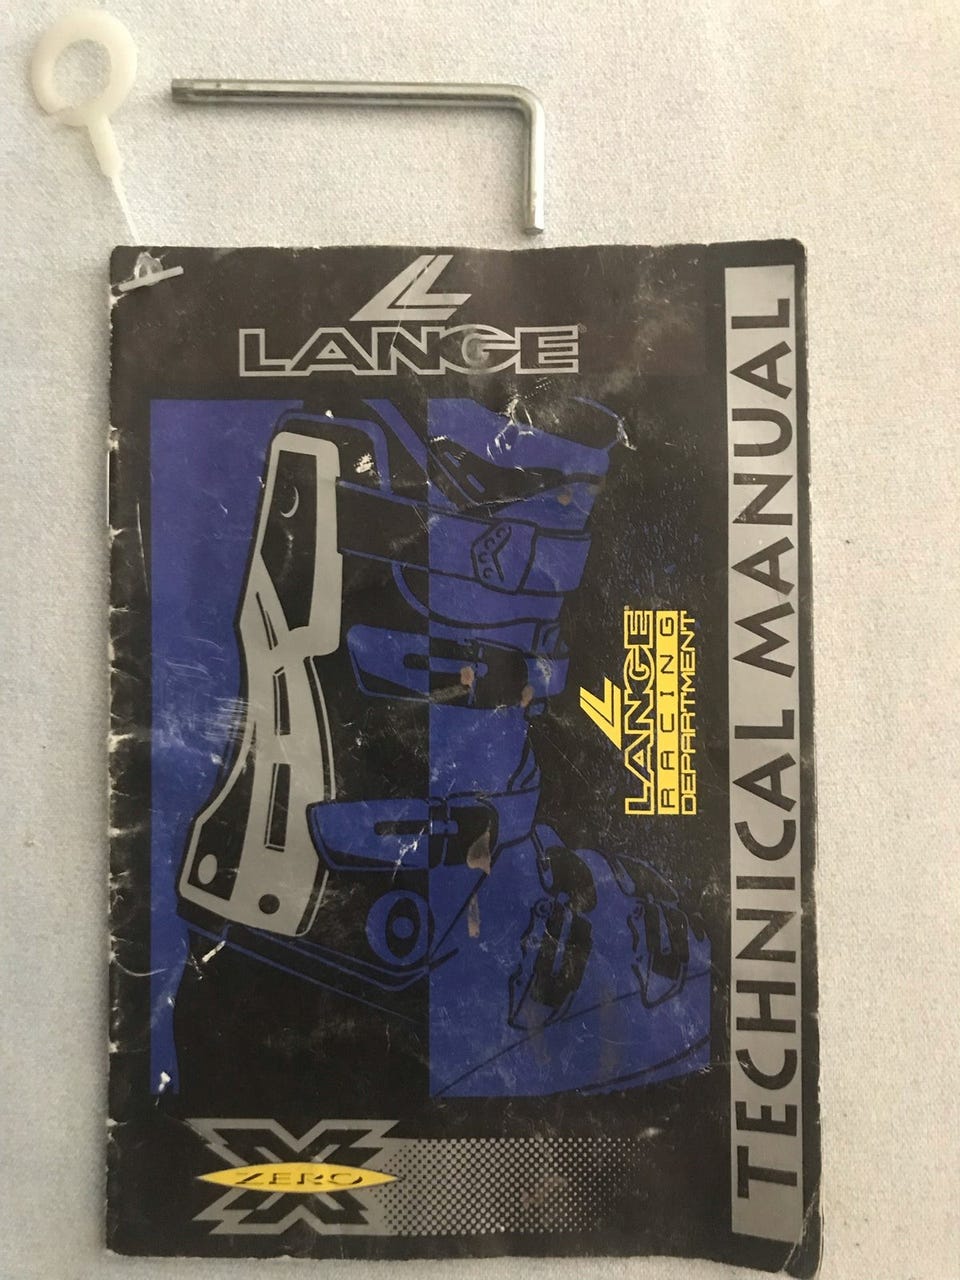 LANGE®
LANGE®
RACING
DEPARTMENT
TECHNICAL MANUAL
X
ZERO